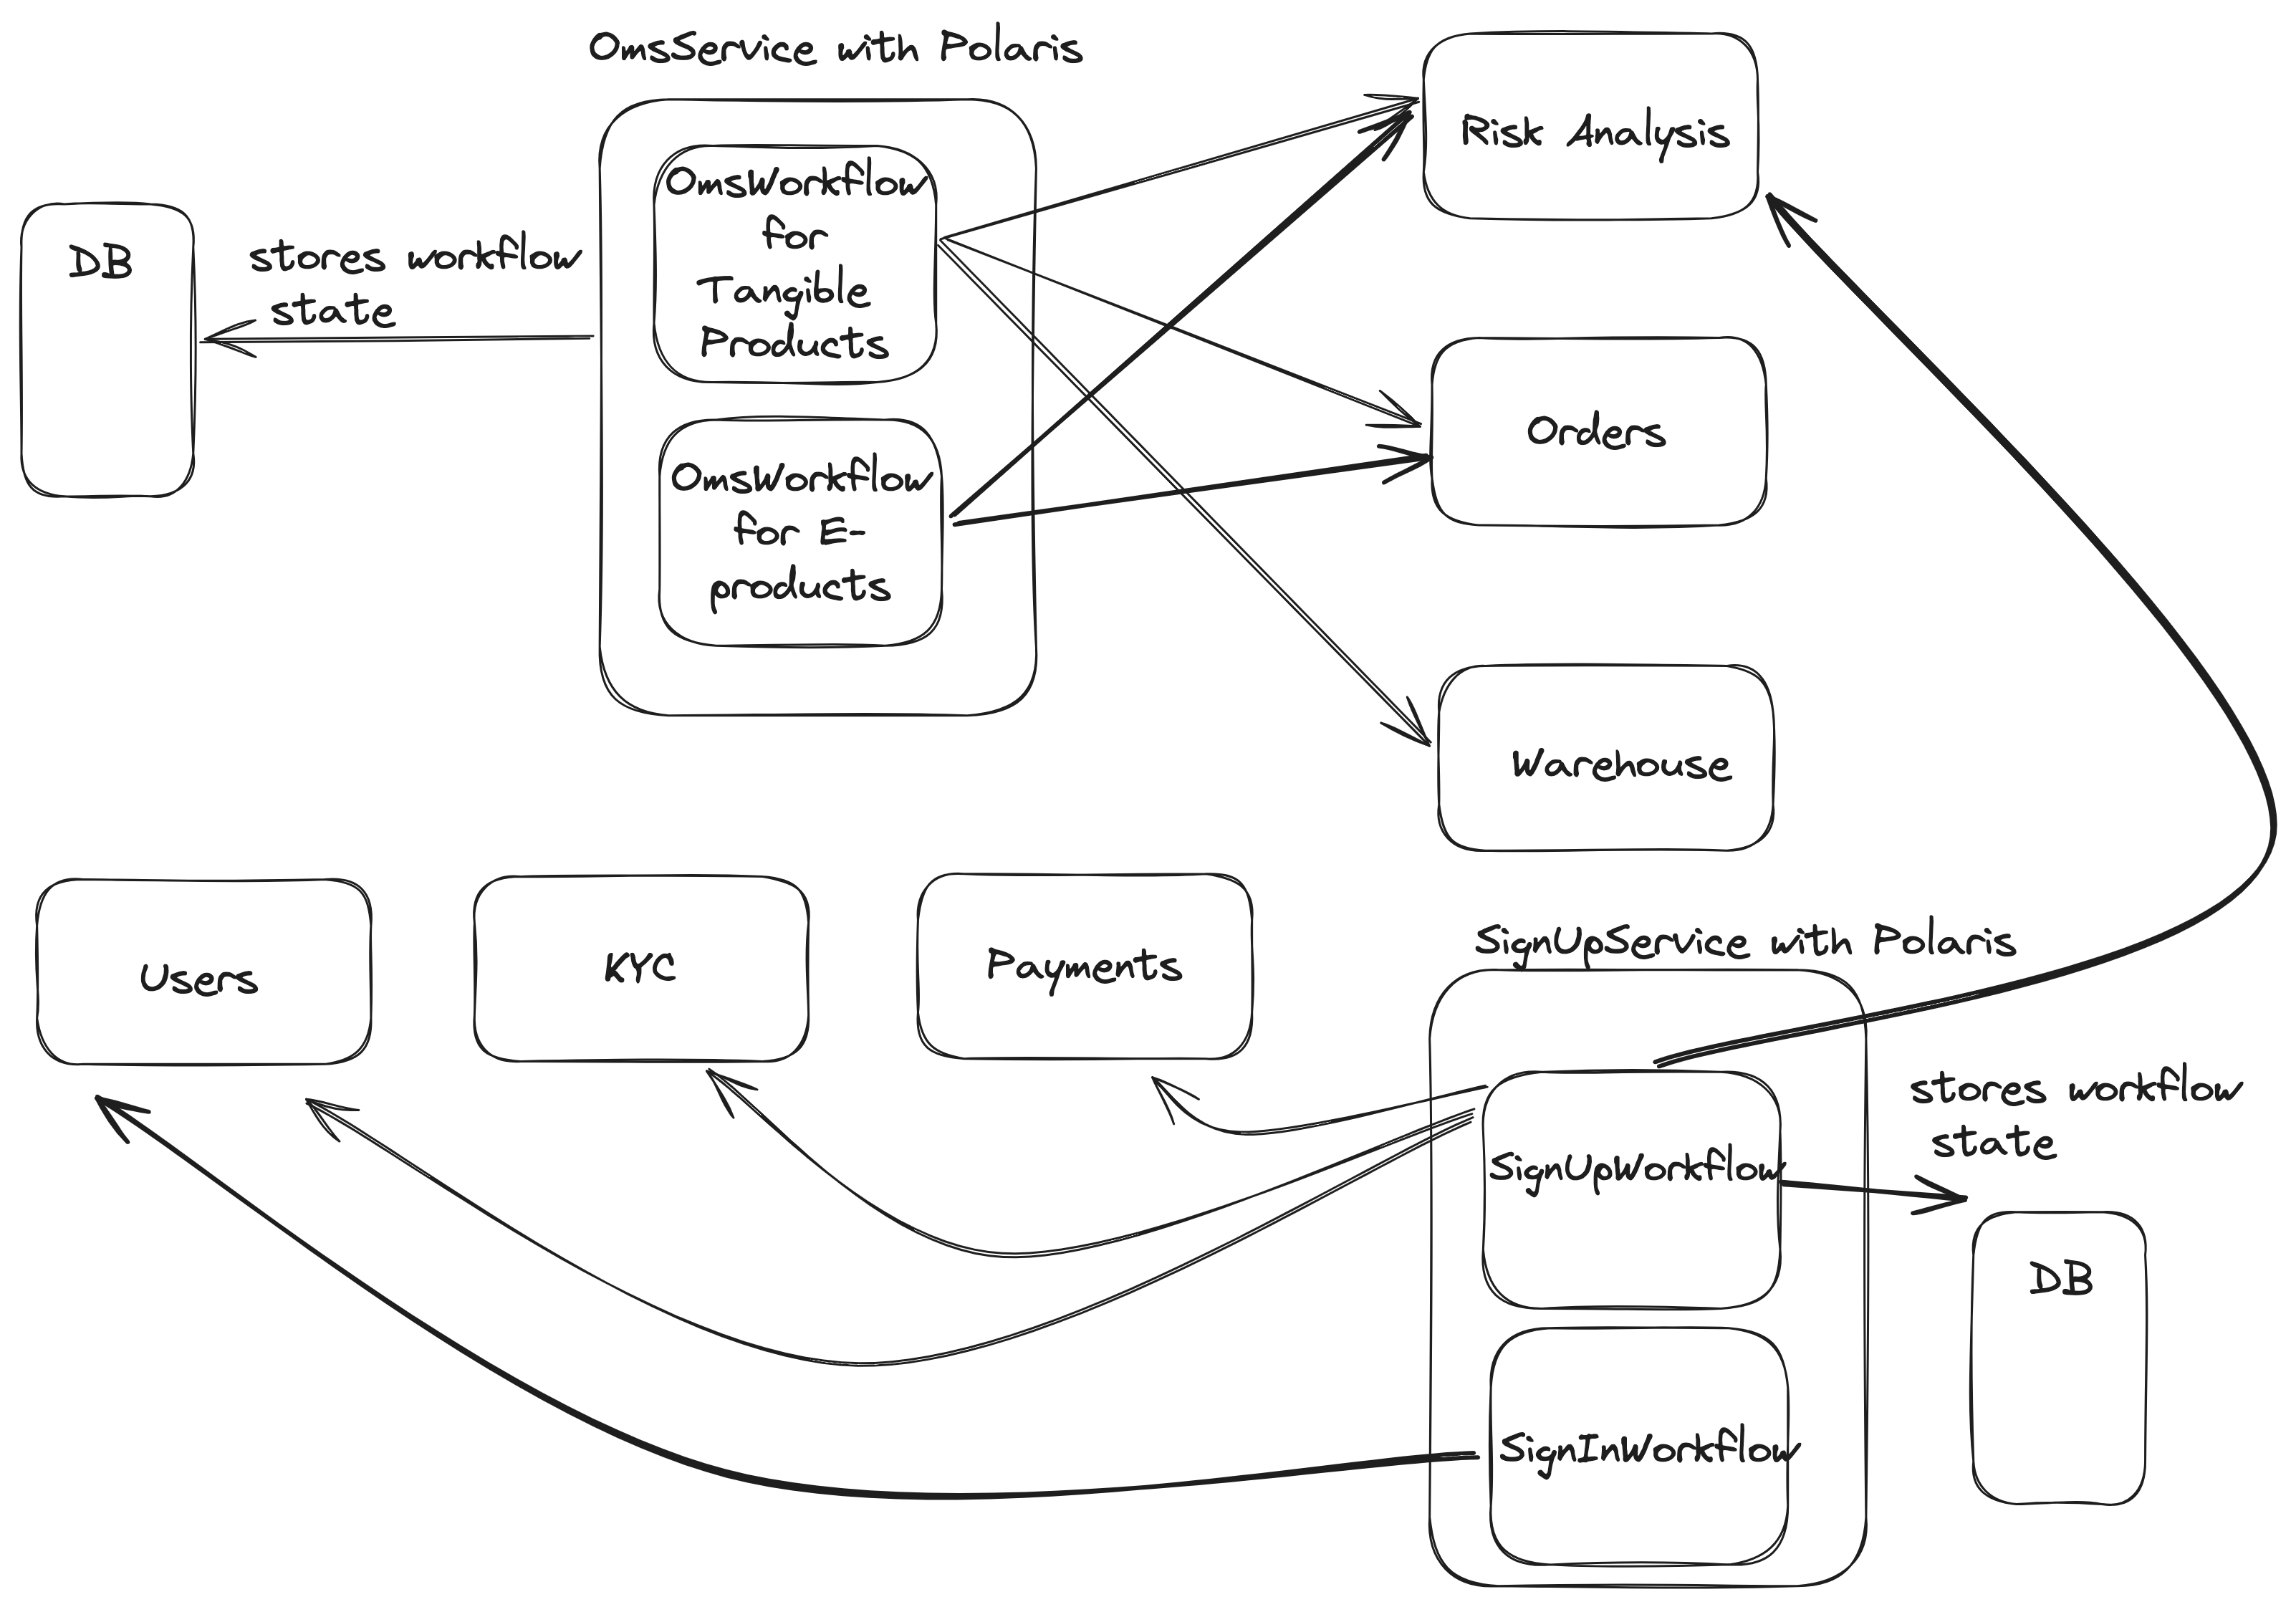 OmsService with Polaris
Risk Analysis
OmsWorkflow
for
Tangible
Products
DB
stores workflow
state
Orders
OmsWorkflow
for E-
products
Warehouse
Users
KYC
Payments
SignUpService with Polaris
stores workflow
state
SignUpWorkflow
DB
SignInWorkflow